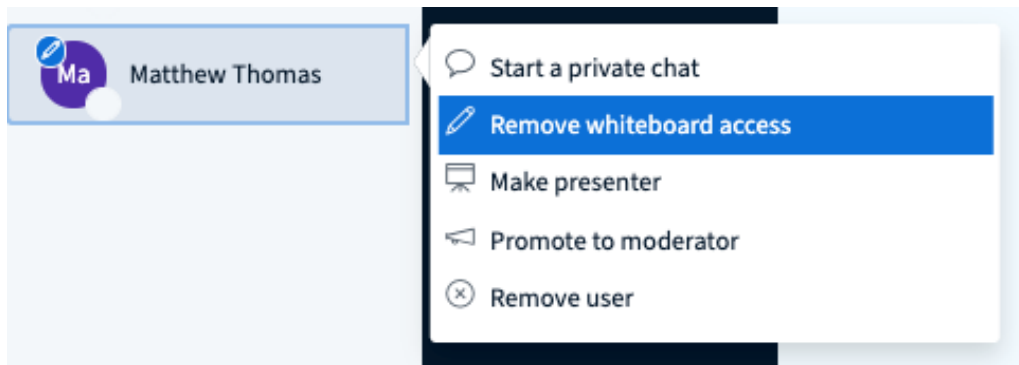 Ma
Matthew Thomas
Start a private chat
Remove whiteboard access
Make presenter
Promote to moderator
Remove user